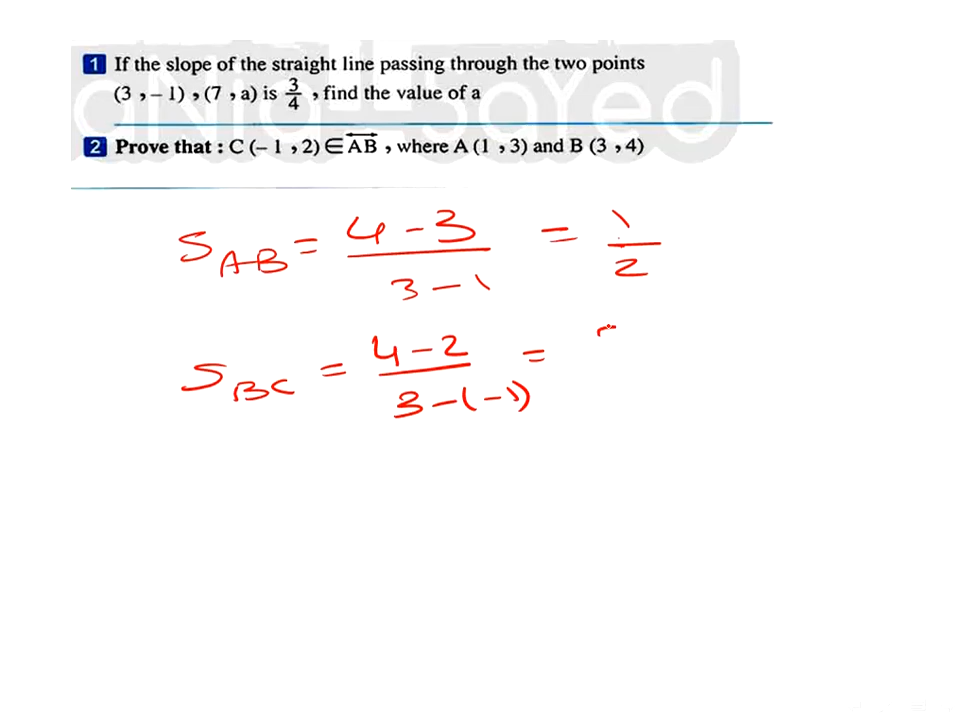 1 If the slope of the straight line passing through the two points
(3 , – 1) , (7 , a) is 3/4 , find the value of a
2 Prove that : C (– 1 , 2) ∈ AB , where A (1 , 3) and B (3 , 4)
S AB = 4 - 3 / 3 - 1 = 1 / 2
S BC = 4 - 2 / 3 - (-1) =